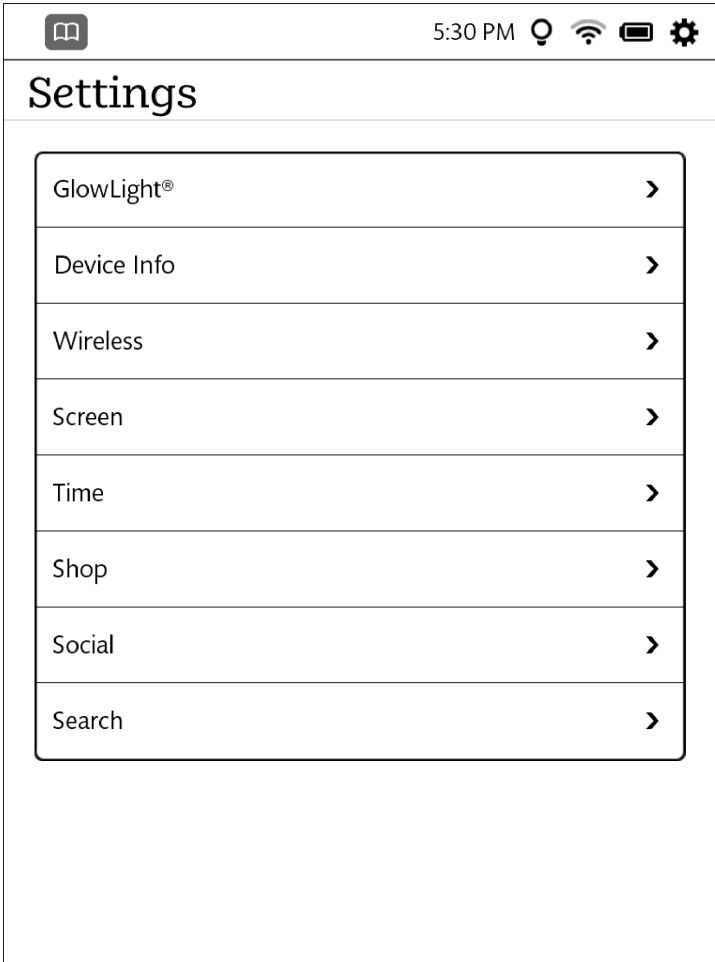 5:30 PM
Settings
GlowLight®
Device Info
Wireless
Screen
Time
Shop
Social
Search